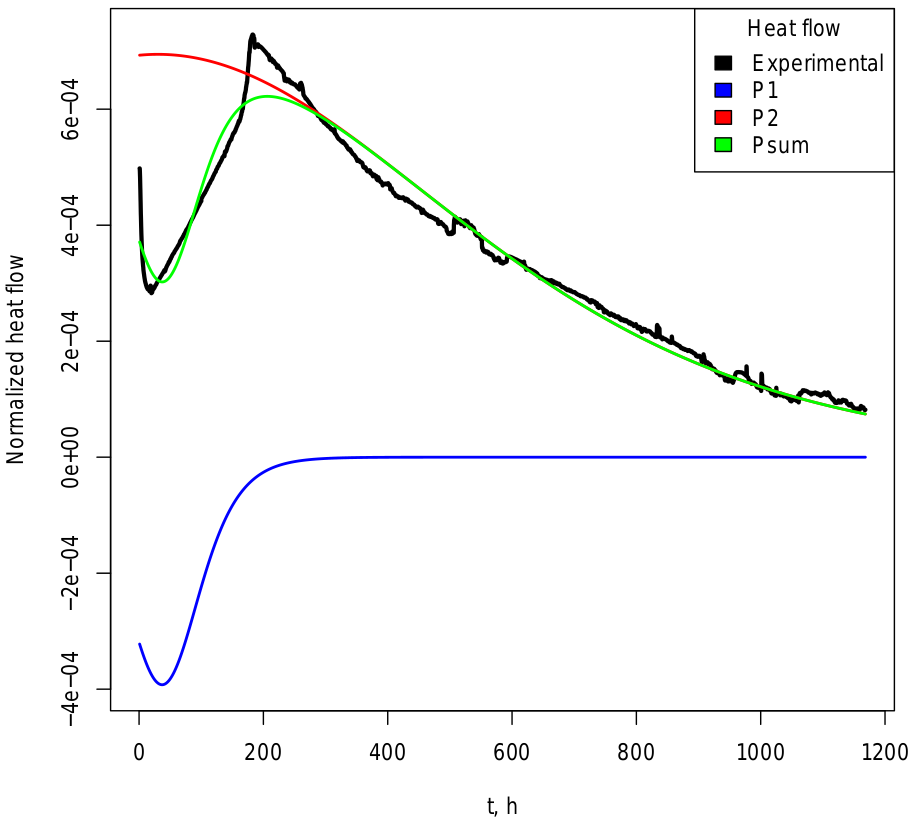 Heat flow
Experimental
P1
P2
Psum
Normalized heat flow
6e−04
4e−04
2e−04
0e+00
−2e−04
−4e−04
0 200 400 600 800 1000 1200
t, h